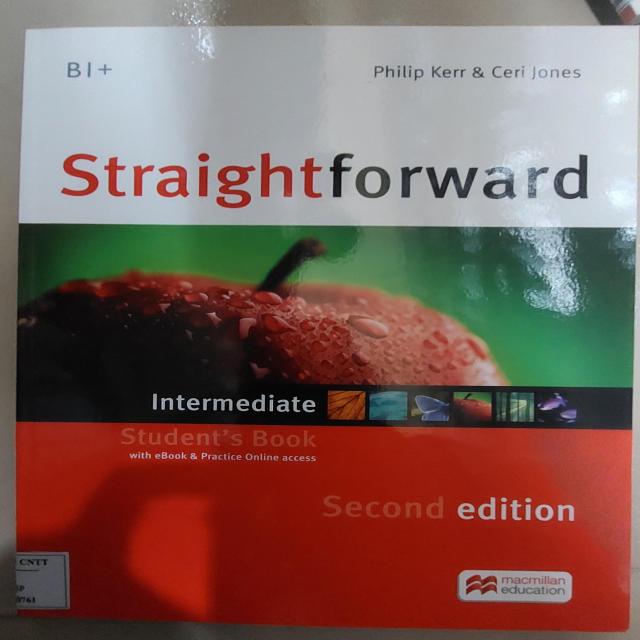 B1+
Philip Kerr & Ceri Jones
Straightforward
Intermediate
Student's Book
with eBook & Practice Online access
Second edition
CNTT
macmillan
education